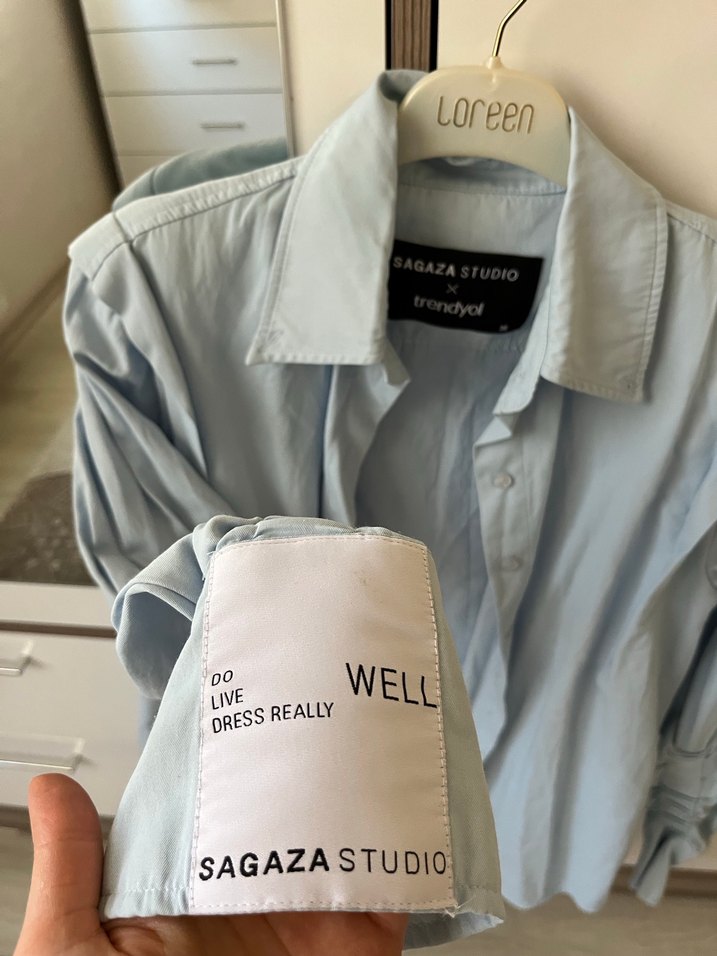 Loreen
SAGAZA STUDIO
×
trendyol
M
DO
LIVE
DRESS REALLY
WELL
SAGAZA STUDIO